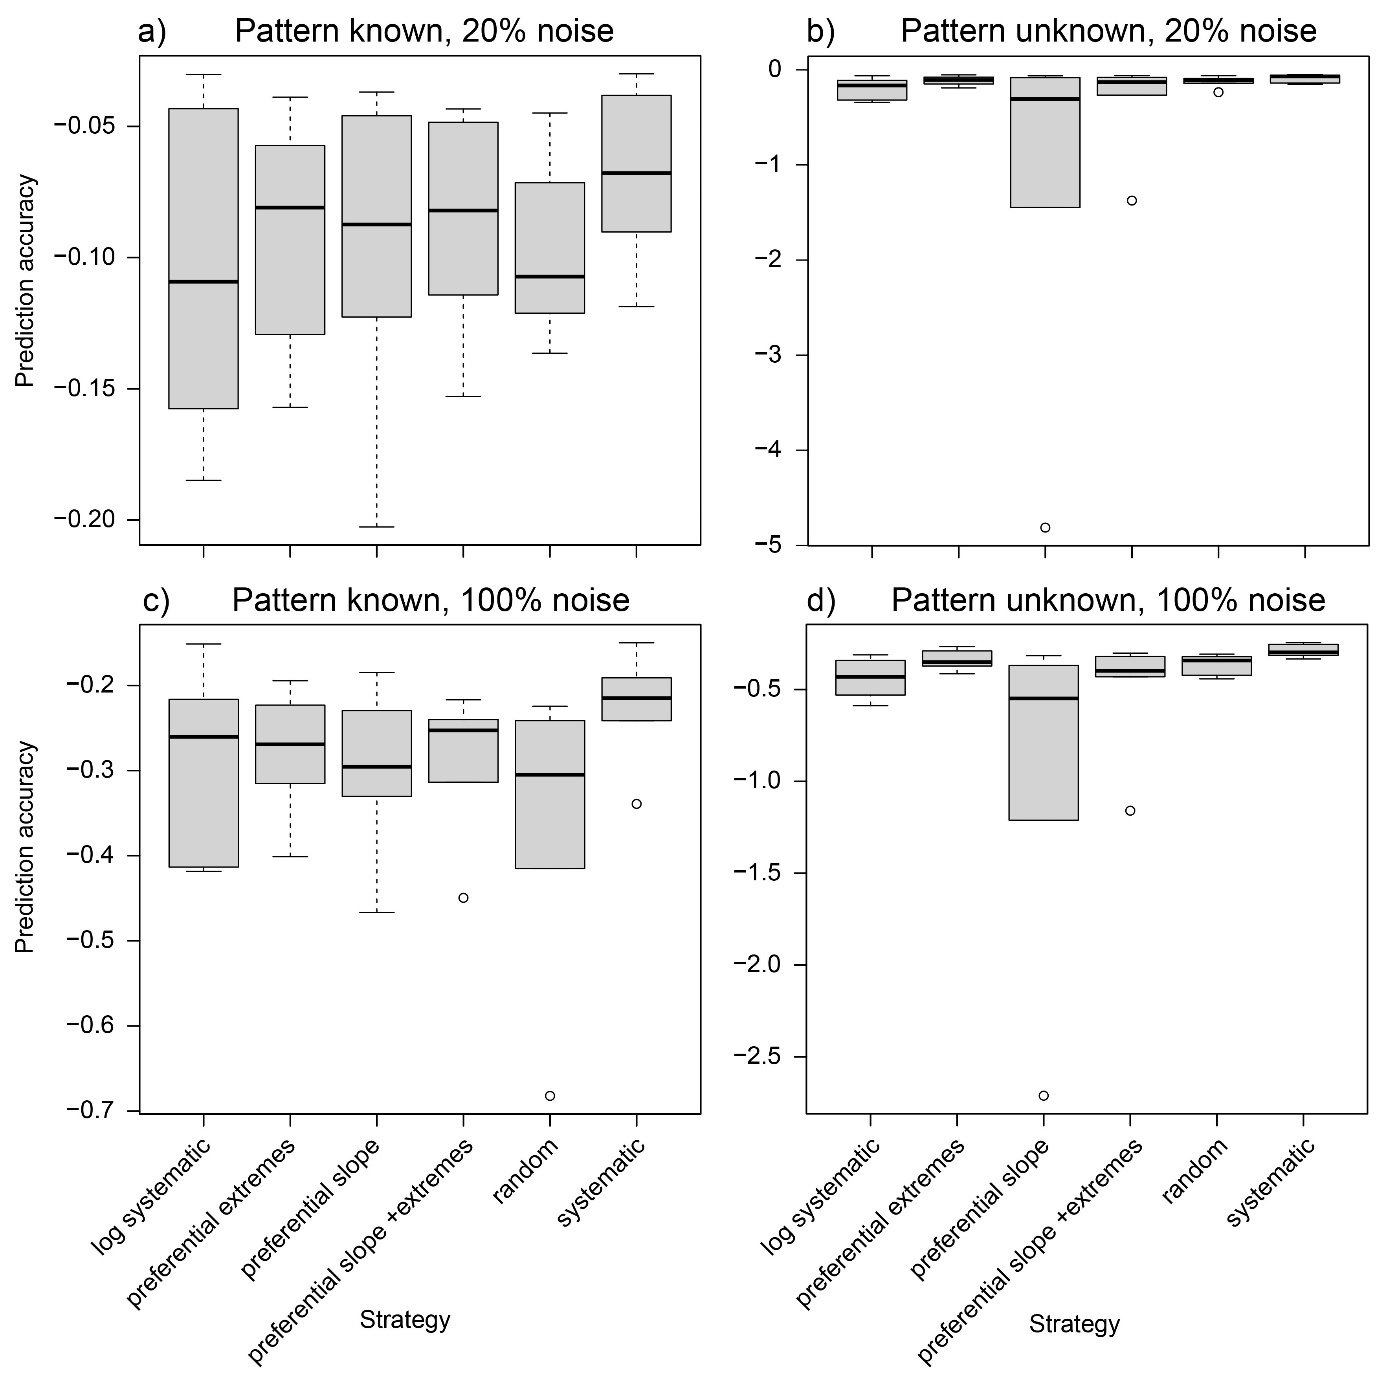 a) Pattern known, 20% noise
Prediction accuracy
−0.05
−0.10
−0.15
−0.20
b) Pattern unknown, 20% noise
0
−1
−2
−3
−4
−5
c) Pattern known, 100% noise
Prediction accuracy
−0.2
−0.3
−0.4
−0.5
−0.6
−0.7
log systematic
preferential extremes
preferential slope
preferential slope +extremes
random
systematic
Strategy
d) Pattern unknown, 100% noise
−0.5
−1.0
−1.5
−2.0
−2.5
log systematic
preferential extremes
preferential slope
preferential slope +extremes
random
systematic
Strategy